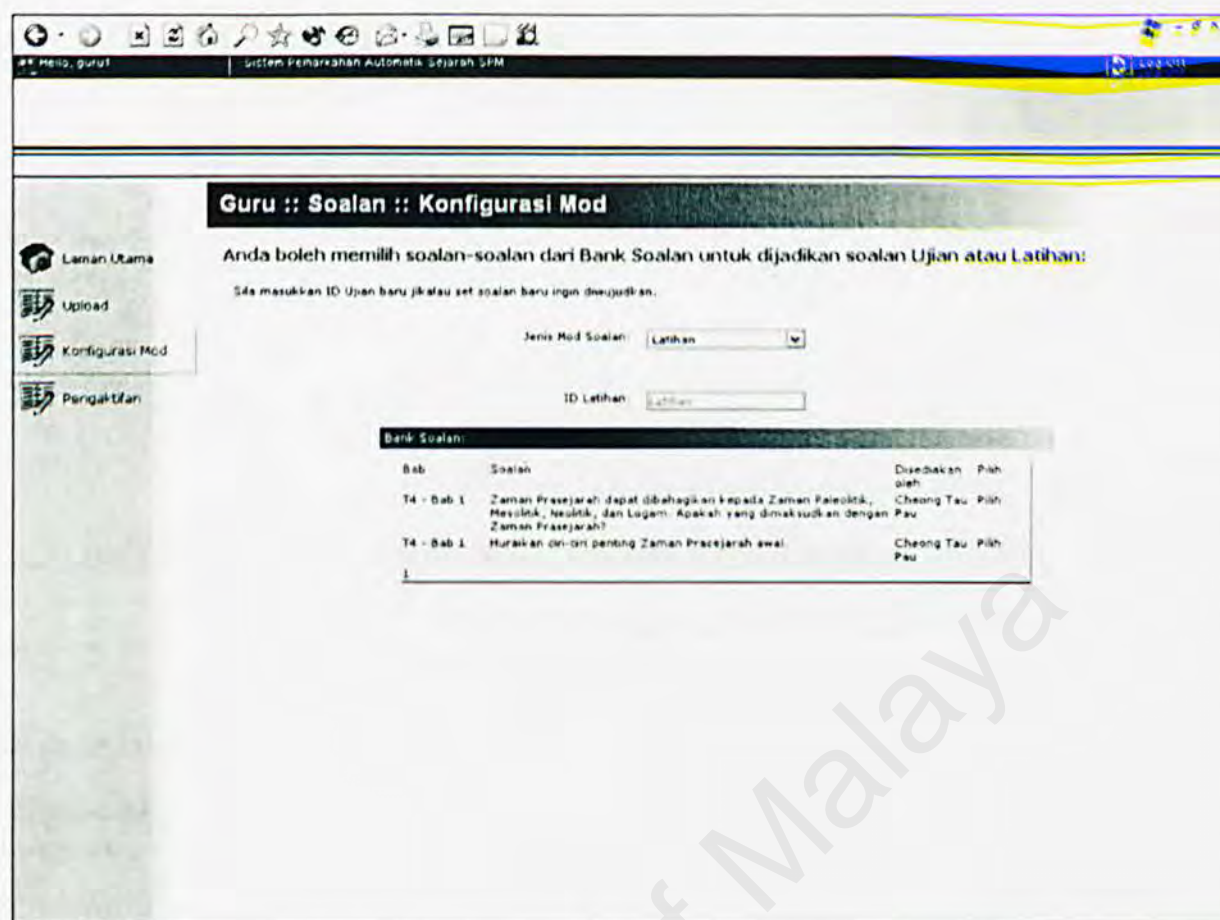 Hello, guru1
Sistem Pemarkahan Automatik Sejarah SPM
Log Out
Guru :: Soalan :: Konfigurasi Mod
Laman Utama
Upload
Konfigurasi Mod
Pengaktifan
Anda boleh memilih soalan-soalan dari Bank Soalan untuk dijadikan soalan Ujian atau Latihan:
Sila masukkan ID Ujian baru jikalau set soalan baru ingin diwujudkan.
Jenis Mod Soalan: Latihan
ID Latihan: Latihan
Bank Soalan:
Bab Soalan Disediakan Pilih
oleh
T4 - Bab 1 Zaman Prasejarah dapat dibahagikan kepada Zaman Paleolitik, Cheong Tau Pilih
Mesolitik, Neolitik, dan Logam. Apakah yang dimaksudkan dengan Pau
Zaman Prasejarah?
T4 - Bab 1 Huraikan ciri-ciri penting Zaman Prasejarah awal. Cheong Tau Pilih
Pau
1
of Malaya